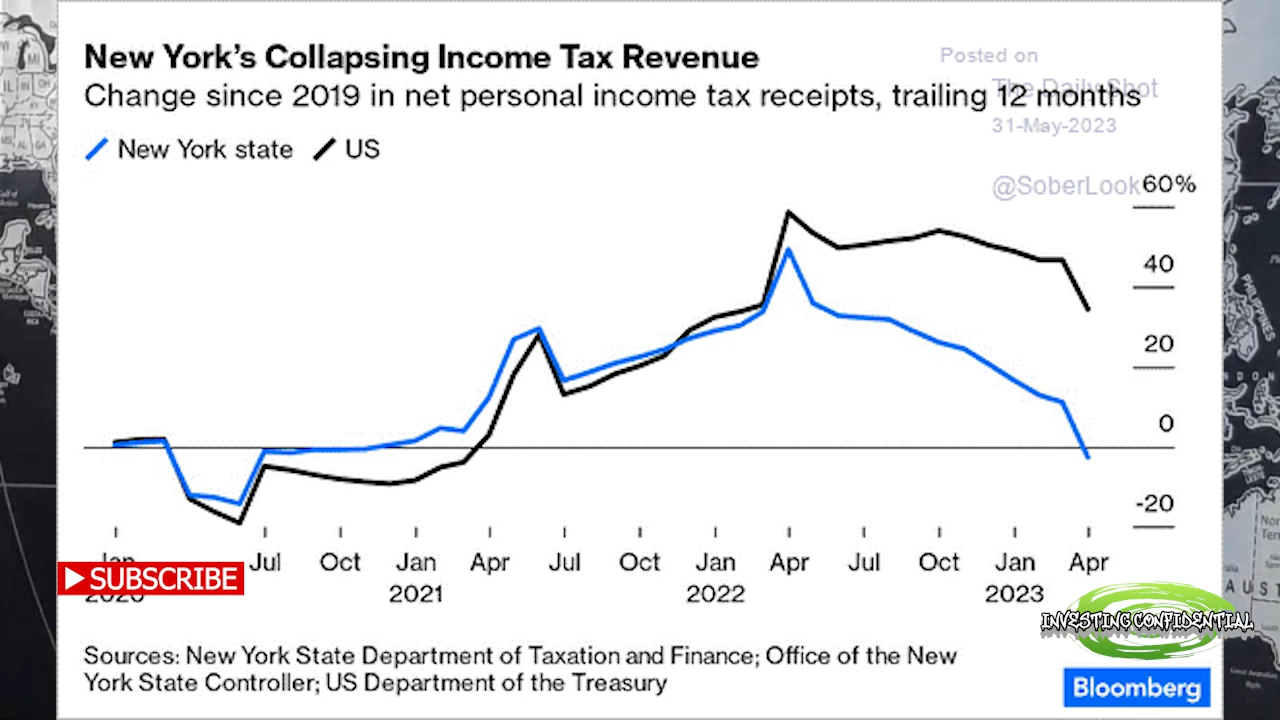 New York's Collapsing Income Tax Revenue
Posted on
Change since 2019 in net personal income tax receipts, trailing 12 months
The Daily Shot
31-May-2023
New York state US
@SoberLook
60%
40
20
0
-20
Jan Jul Oct Jan Apr Jul Oct Jan Apr Jul Oct Jan Apr
2020 2021 2022 2023
SUBSCRIBE
INVESTING CONFIDENTIAL
Sources: New York State Department of Taxation and Finance; Office of the New
York State Controller; US Department of the Treasury
Bloomberg
PHILIPPINES